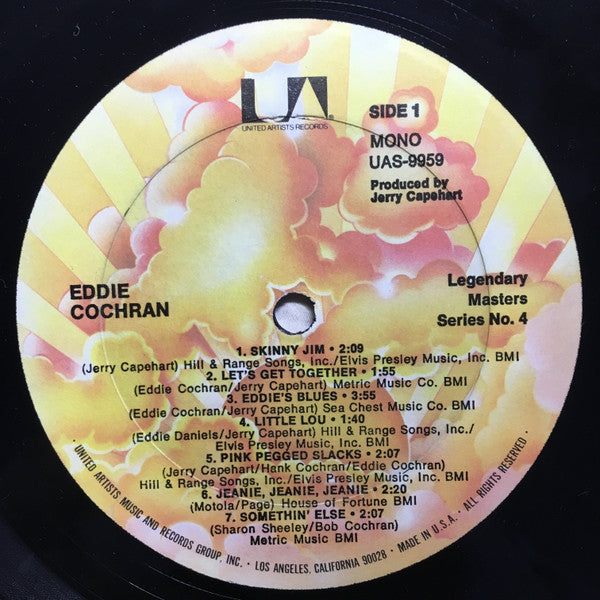 UA
UNITED ARTISTS RECORDS
SIDE 1
MONO
UAS-9959
Produced by
Jerry Capehart
EDDIE
COCHRAN
Legendary
Masters
Series No. 4
1. SKINNY JIM • 2:09
(Jerry Capehart) Hill & Range Songs, Inc./Elvis Presley Music, Inc. BMI
2. LET'S GET TOGETHER • 1:55
(Eddie Cochran/Jerry Capehart) Metric Music Co. BMI
3. EDDIE'S BLUES • 3:55
(Eddie Cochran/Jerry Capehart) Sea Chest Music Co. BMI
4. LITTLE LOU • 1:40
(Eddie Daniels/Jerry Capehart) Hill & Range Songs, Inc./
Elvis Presley Music, Inc. BMI
5. PINK PEGGED SLACKS • 2:07
(Jerry Capehart/Hank Cochran/Eddie Cochran)
Hill & Range Songs, Inc./Elvis Presley Music, Inc. BMI
6. JEANIE, JEANIE, JEANIE • 2:20
(Motola/Page) House of Fortune BMI
7. SOMETHIN' ELSE • 2:07
(Sharon Sheeley/Bob Cochran)
Metric Music BMI
• UNITED ARTISTS MUSIC AND RECORDS GROUP, INC. • LOS ANGELES, CALIFORNIA 90028 • MADE IN U.S.A. • ALL RIGHTS RESERVED •